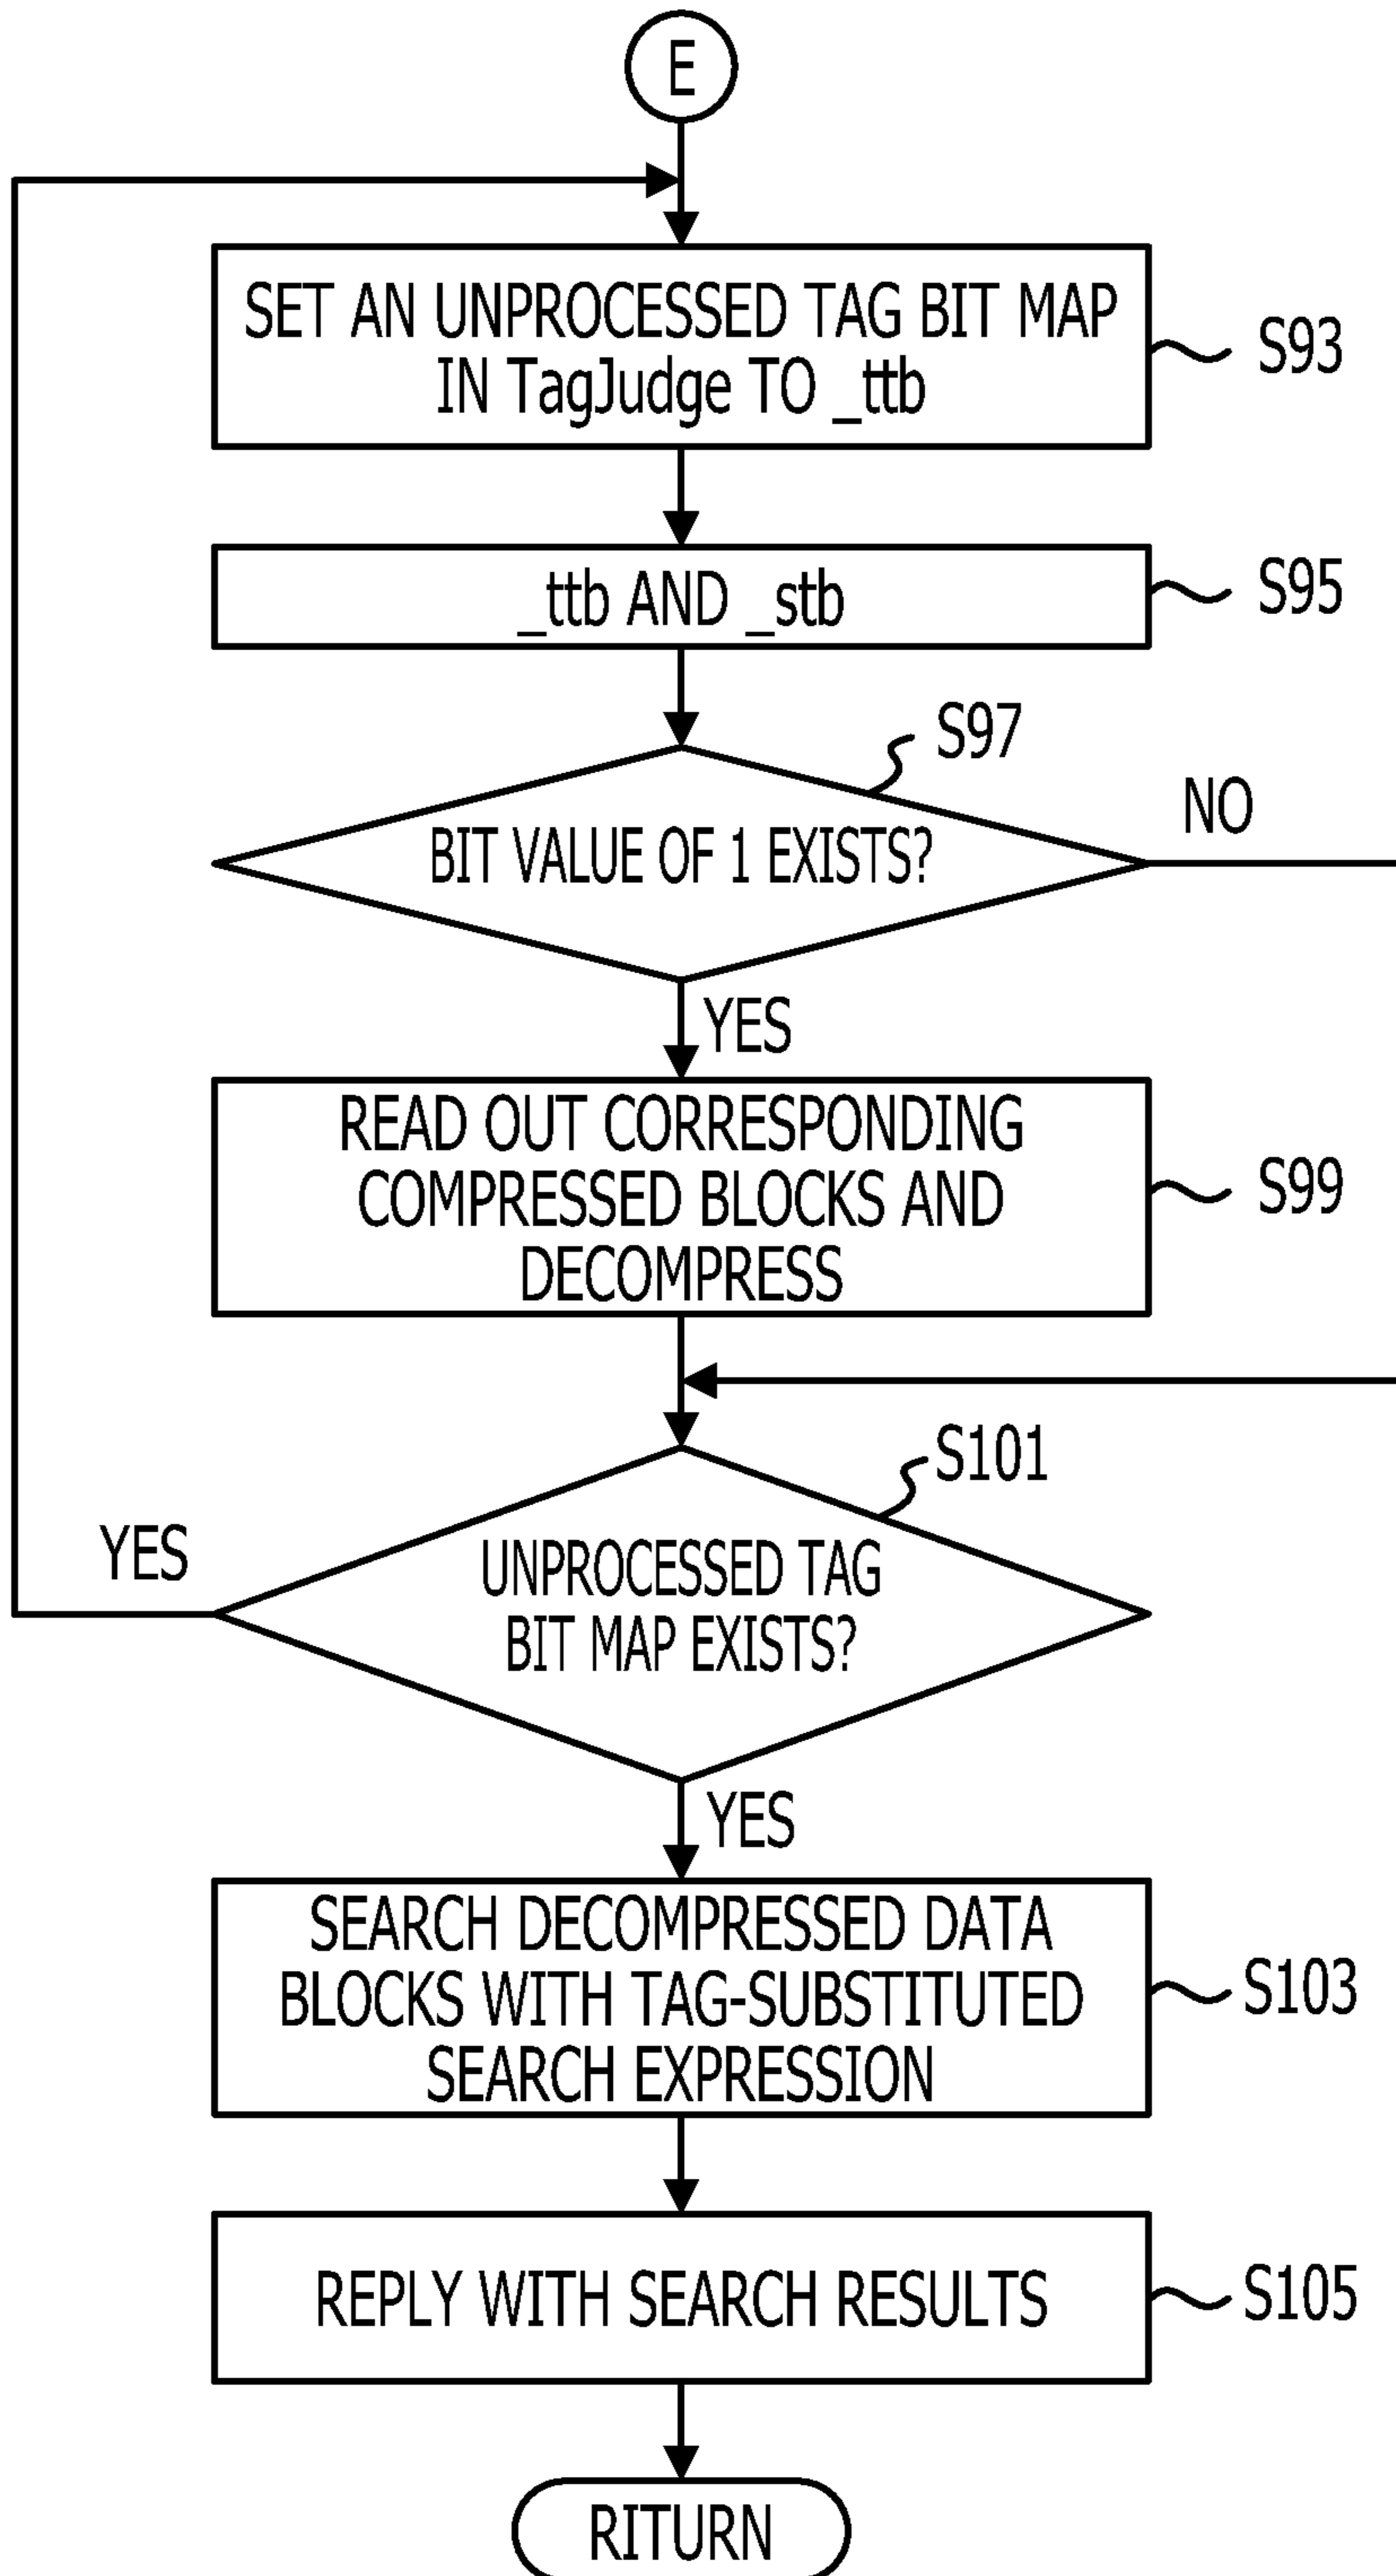 E
SET AN UNPROCESSED TAG BIT MAP
IN TagJudge TO _ttb
S93
_ttb AND _stb
S95
S97
NO
BIT VALUE OF 1 EXISTS?
YES
READ OUT CORRESPONDING
COMPRESSED BLOCKS AND
DECOMPRESS
S99
S101
YES
UNPROCESSED TAG
BIT MAP EXISTS?
YES
SEARCH DECOMPRESSED DATA
BLOCKS WITH TAG-SUBSTITUTED
SEARCH EXPRESSION
S103
REPLY WITH SEARCH RESULTS
S105
RITURN